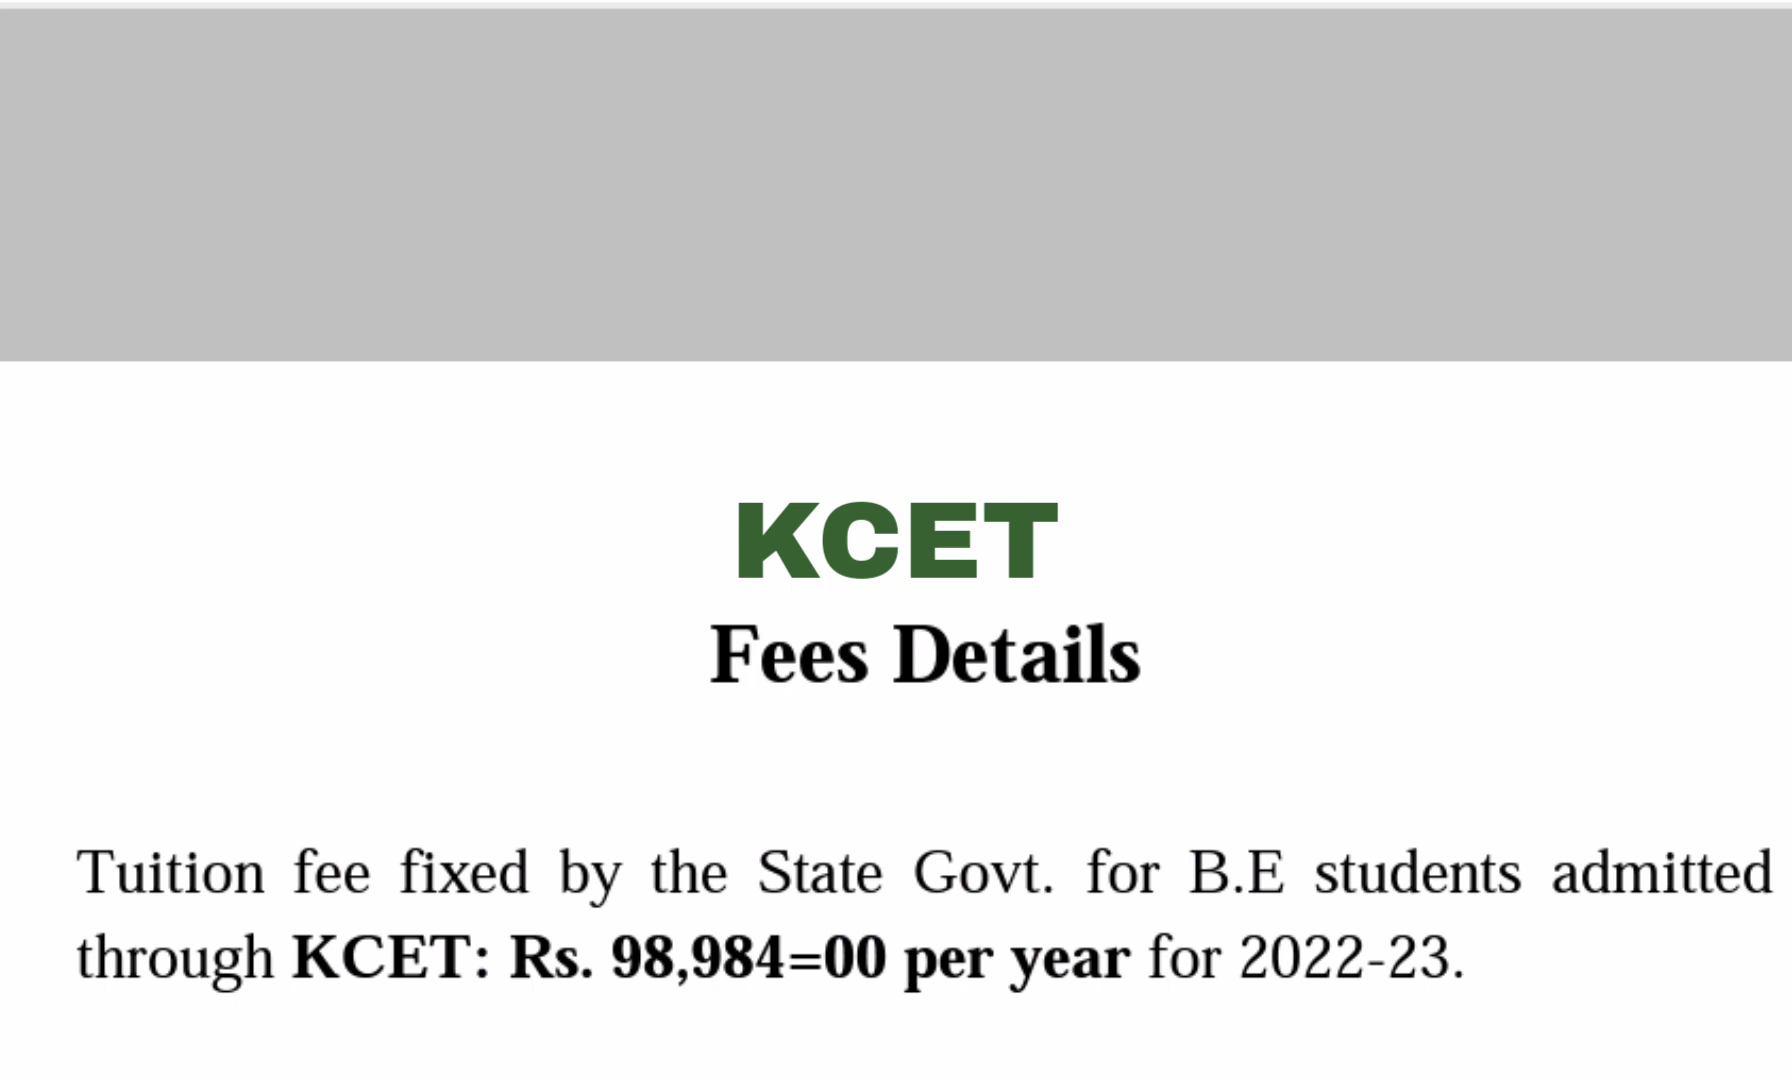 KCET
Fees Details
Tuition fee fixed by the State Govt. for B.E students admitted
through KCET: Rs. 98,984=00 per year for 2022-23.